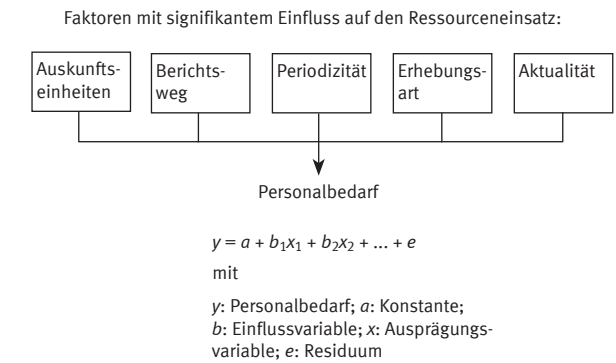 Faktoren mit signifikantem Einfluss auf den Ressourceneinsatz:
Auskunfts-
einheiten
Berichts-
weg
Periodizität
Erhebungs-
art
Aktualität
Personalbedarf
y = a + b₁x₁ + b₂x₂ + ... + e
mit
y: Personalbedarf; a: Konstante;
b: Einflussvariable; x: Ausprägungs-
variable; e: Residuum